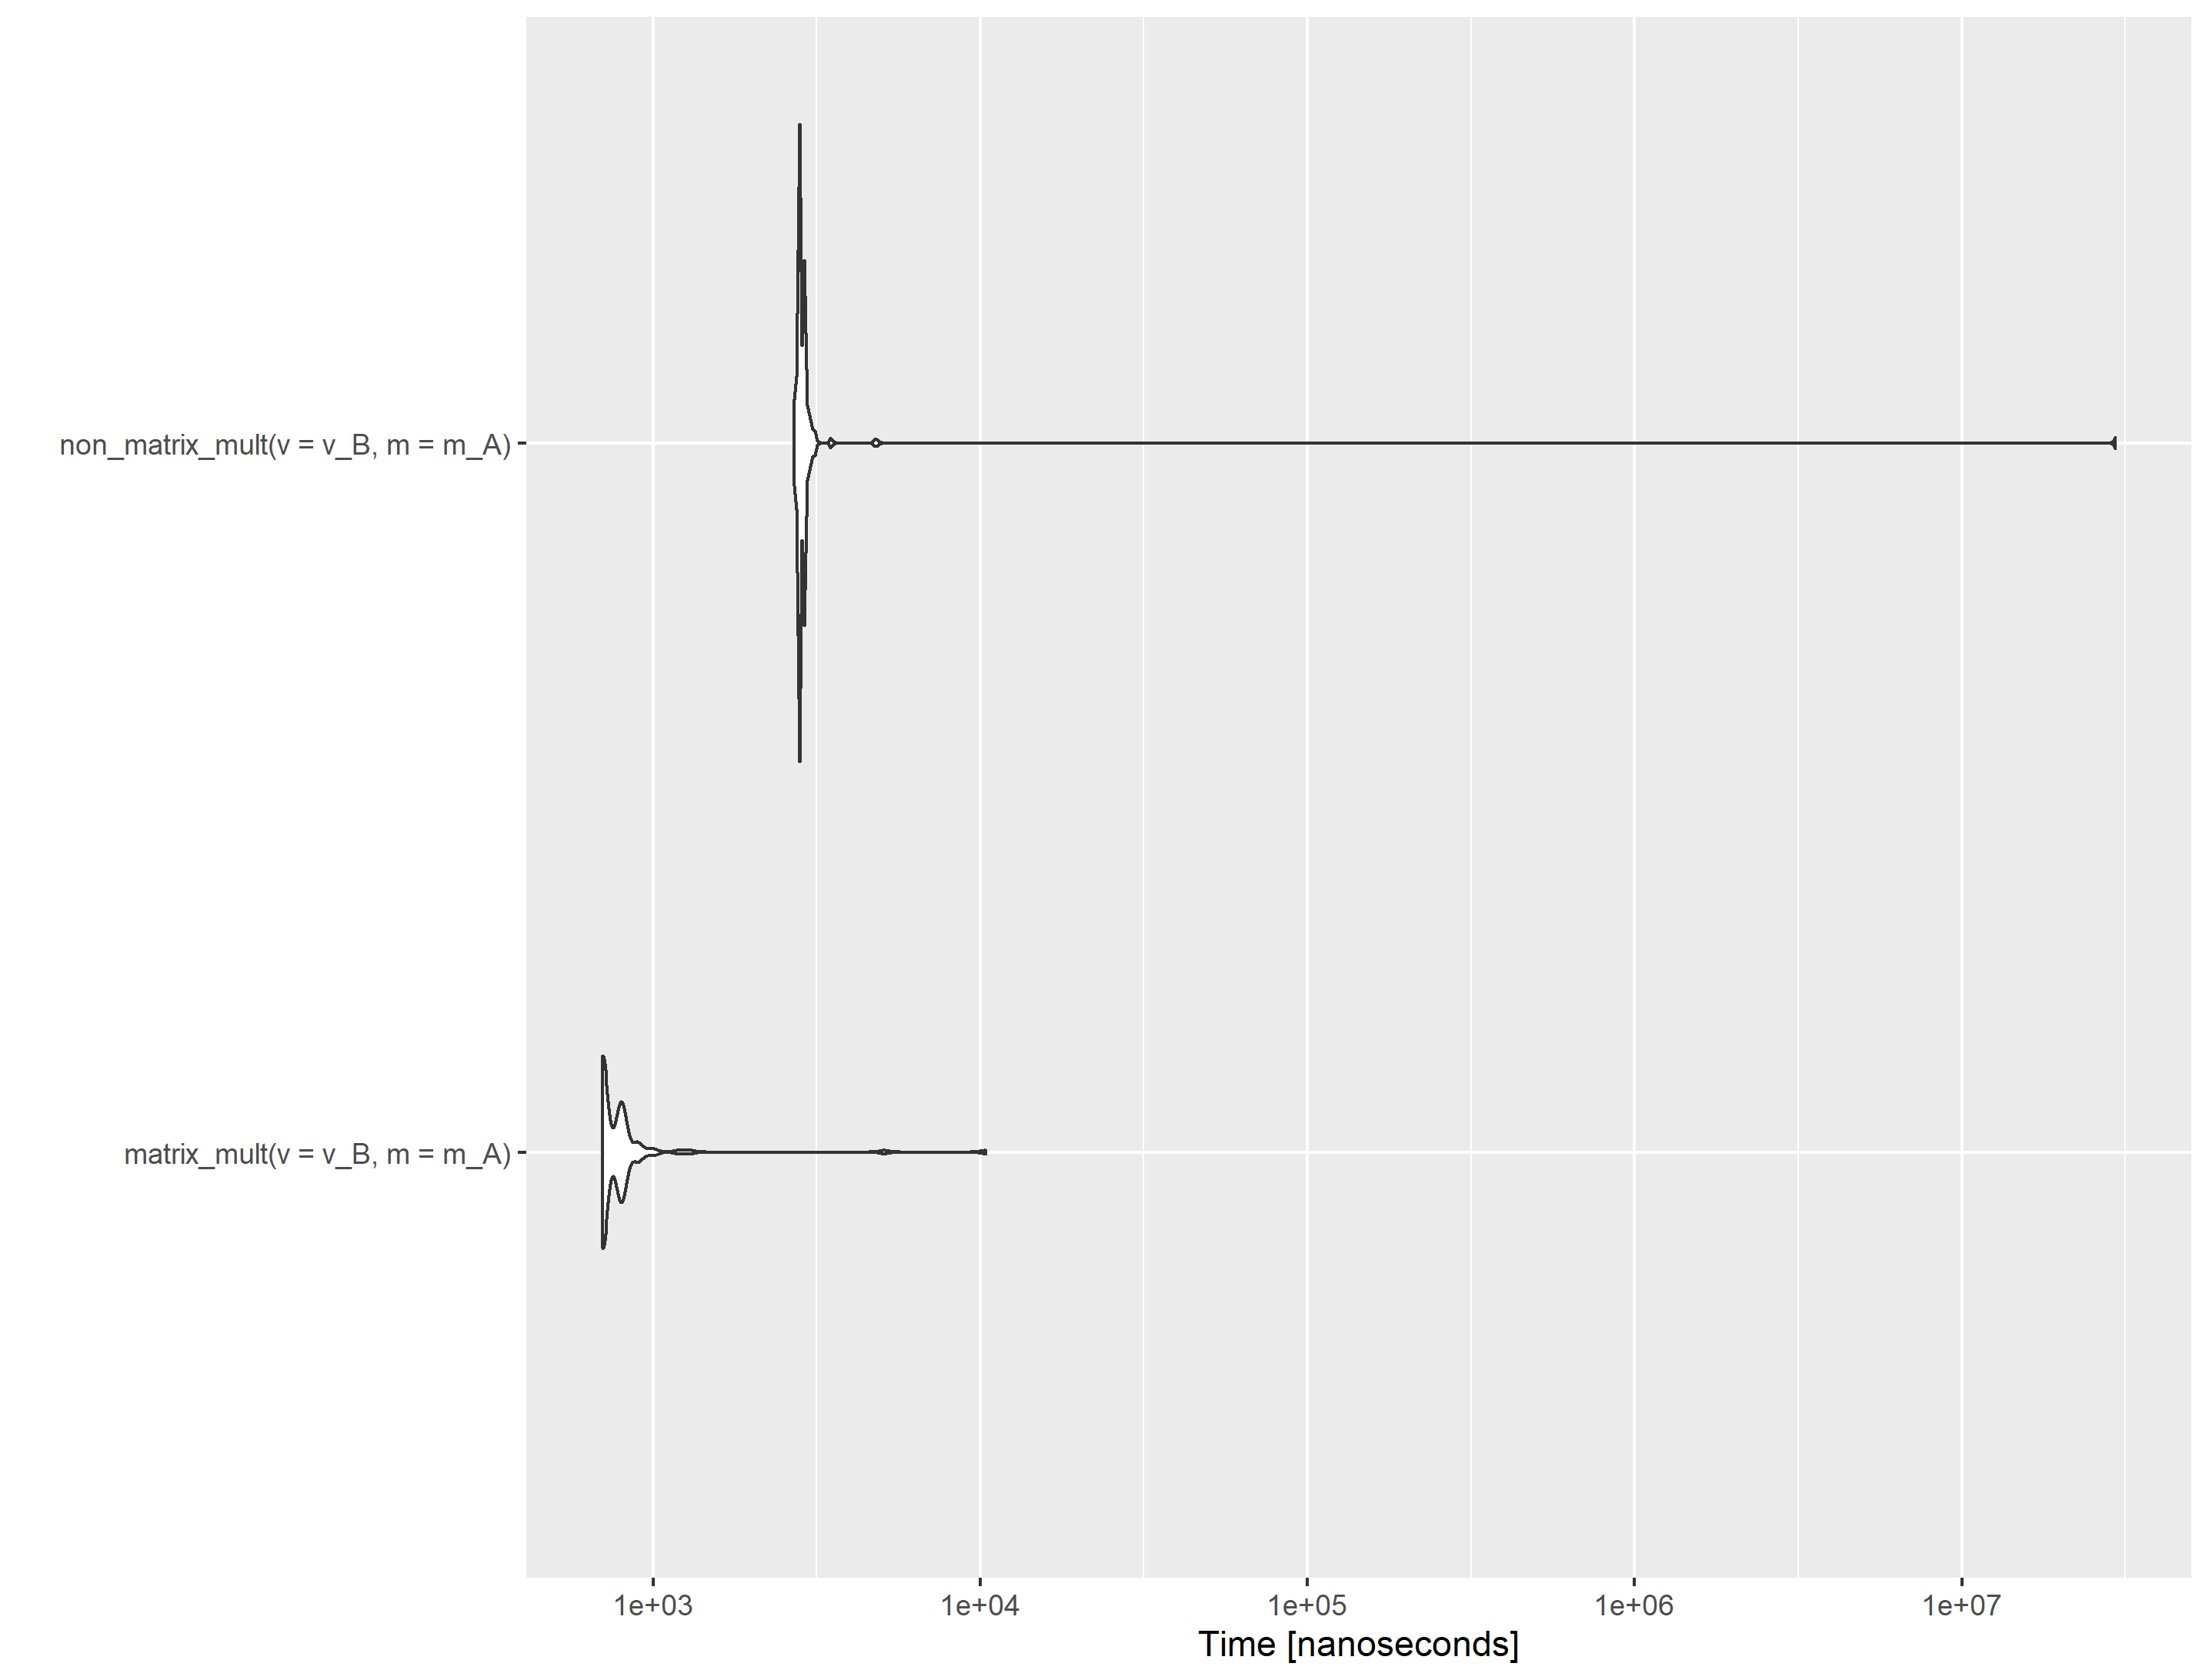 non_matrix_mult(v = v_B, m = m_A)
matrix_mult(v = v_B, m = m_A)
1e+03 1e+04 1e+05 1e+06 1e+07
Time [nanoseconds]